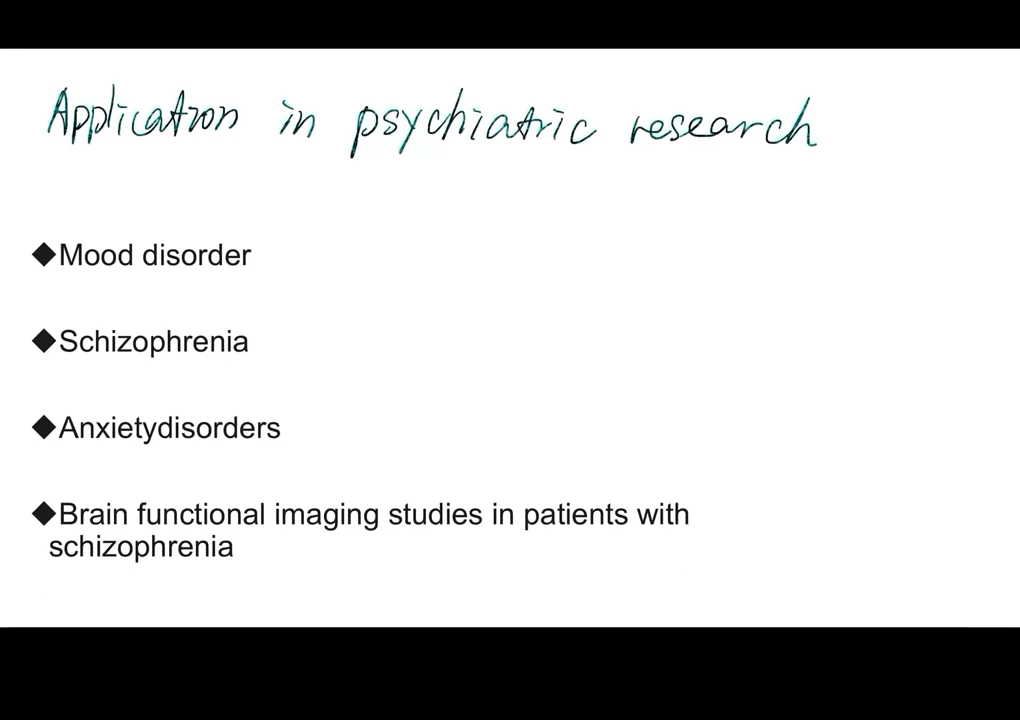 Application in psychiatric research
◆Mood disorder
◆Schizophrenia
◆Anxietydisorders
◆Brain functional imaging studies in patients with
schizophrenia